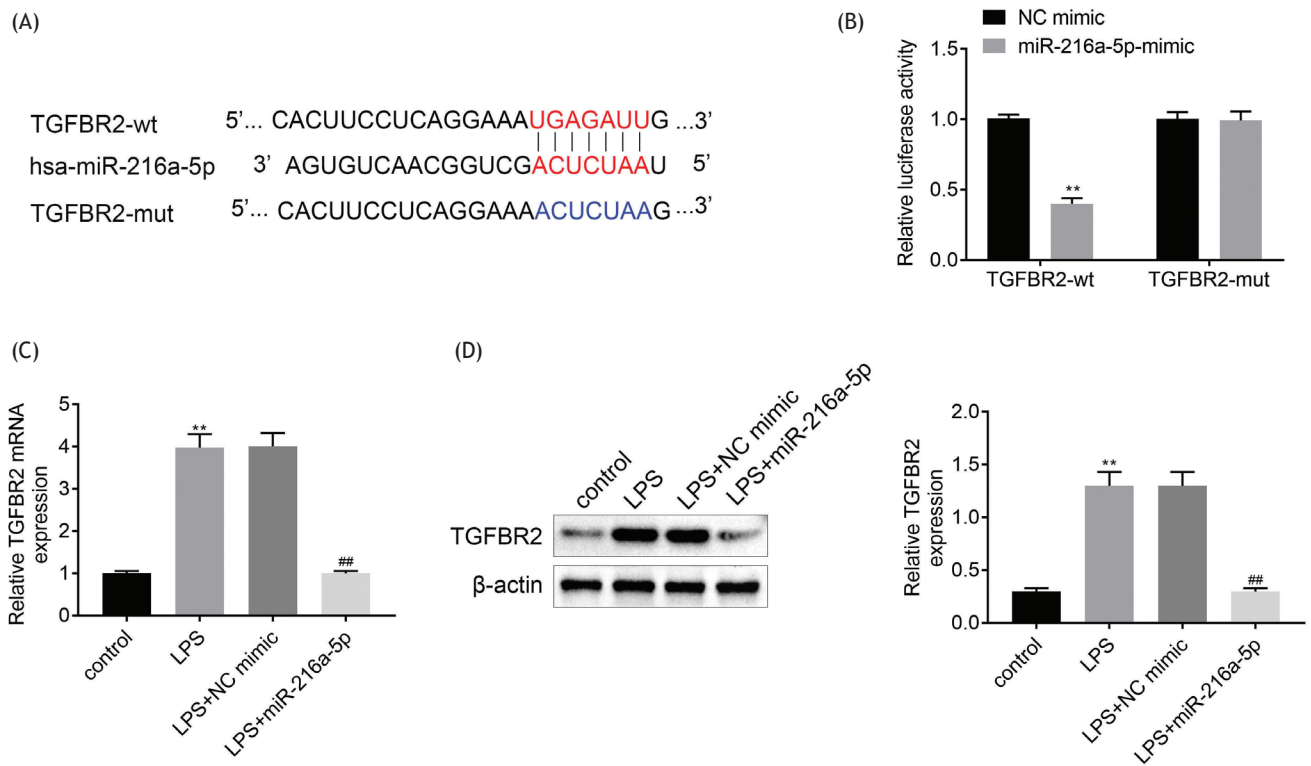 (A)
TGFBR2-wt 5’... CACUUCCUCAGGAAAUGAGAUUG ...3’
hsa-miR-216a-5p 3’ AGUGUCAACGGUCGACUCUAAU 5’
TGFBR2-mut 5’... CACUUCCUCAGGAAAACUCUAAG ...3’
(B)
NC mimic
miR-216a-5p-mimic
Relative luciferase activity
1.5
1.0
0.5
0.0
**
TGFBR2-wt
TGFBR2-mut
(C)
Relative TGFBR2 mRNA
expression
5
4
3
2
1
0
**
##
control
LPS
LPS+NC mimic
LPS+miR-216a-5p
(D)
control
LPS
LPS+NC mimic
LPS+miR-216a-5p
TGFBR2
β-actin
Relative TGFBR2
expression
2.0
1.5
0.9
0.6
0.3
0.0
**
##
control
LPS
LPS+NC mimic
LPS+miR-216a-5p